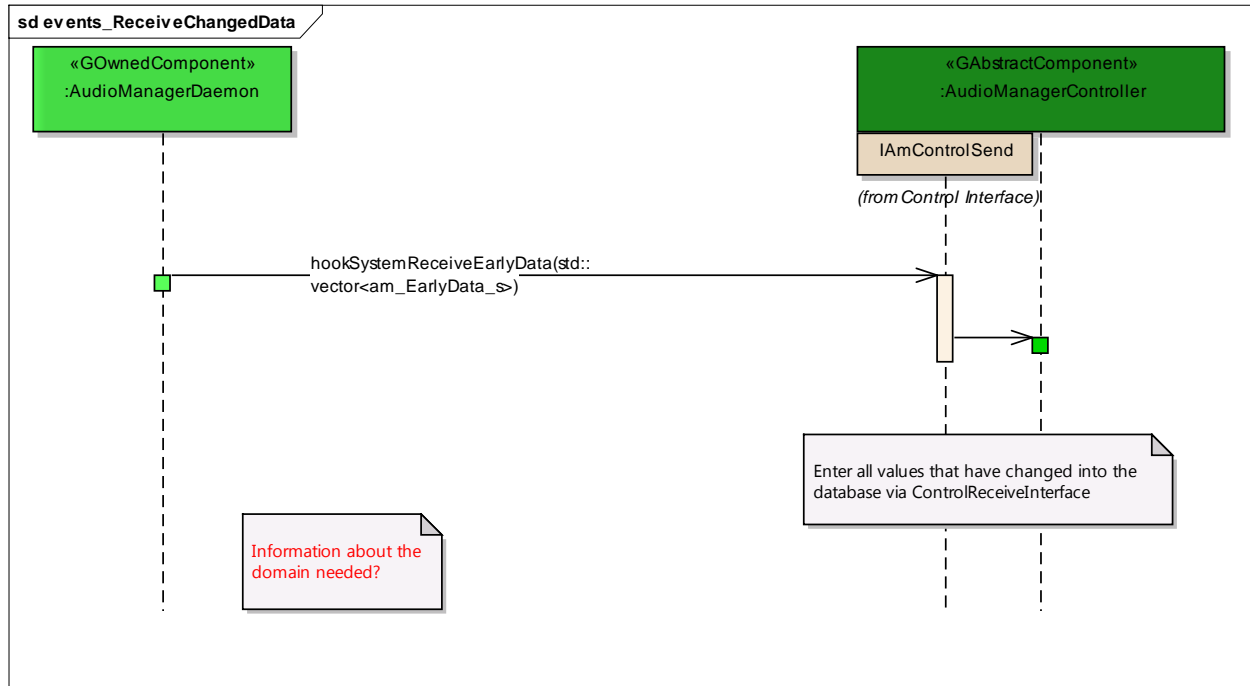 sd events_ReceiveChangedData
«GOwnedComponent»
:AudioManagerDaemon
«GAbstractComponent»
:AudioManagerController
IAmControlSend
(from Control Interface)
hookSystemReceiveEarlyData(std::
vector<am_EarlyData_s>)
Enter all values that have changed into the
database via ControlReceiveInterface
Information about the
domain needed?